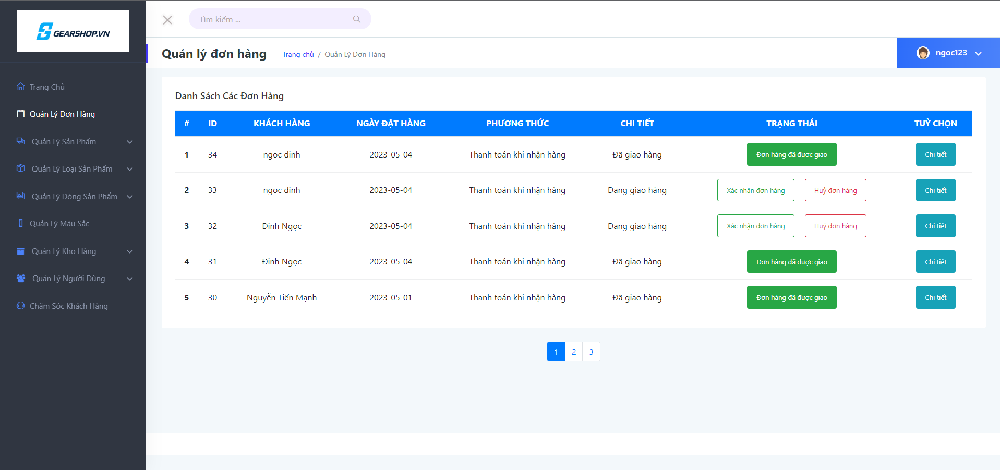 GEARSHOP.VN
Tìm kiếm ...
Quản lý đơn hàng
Trang chủ / Quản Lý Đơn Hàng
ngoc123
Trang Chủ
Quản Lý Đơn Hàng
Quản Lý Sản Phẩm
Quản Lý Loại Sản Phẩm
Quản Lý Dòng Sản Phẩm
Quản Lý Màu Sắc
Quản Lý Kho Hàng
Quản Lý Người Dùng
Chăm Sóc Khách Hàng
Danh Sách Các Đơn Hàng
# ID KHÁCH HÀNG NGÀY ĐẶT HÀNG PHƯƠNG THỨC CHI TIẾT TRẠNG THÁI TUỲ CHỌN
1 34 ngoc dinh 2023-05-04 Thanh toán khi nhận hàng Đã giao hàng Đơn hàng đã được giao Chi tiết
2 33 ngoc dinh 2023-05-04 Thanh toán khi nhận hàng Đang giao hàng Xác nhận đơn hàng Huỷ đơn hàng Chi tiết
3 32 Đinh Ngọc 2023-05-04 Thanh toán khi nhận hàng Đang giao hàng Xác nhận đơn hàng Huỷ đơn hàng Chi tiết
4 31 Đinh Ngọc 2023-05-04 Thanh toán khi nhận hàng Đã giao hàng Đơn hàng đã được giao Chi tiết
5 30 Nguyễn Tiến Mạnh 2023-05-01 Thanh toán khi nhận hàng Đã giao hàng Đơn hàng đã được giao Chi tiết
1 2 3